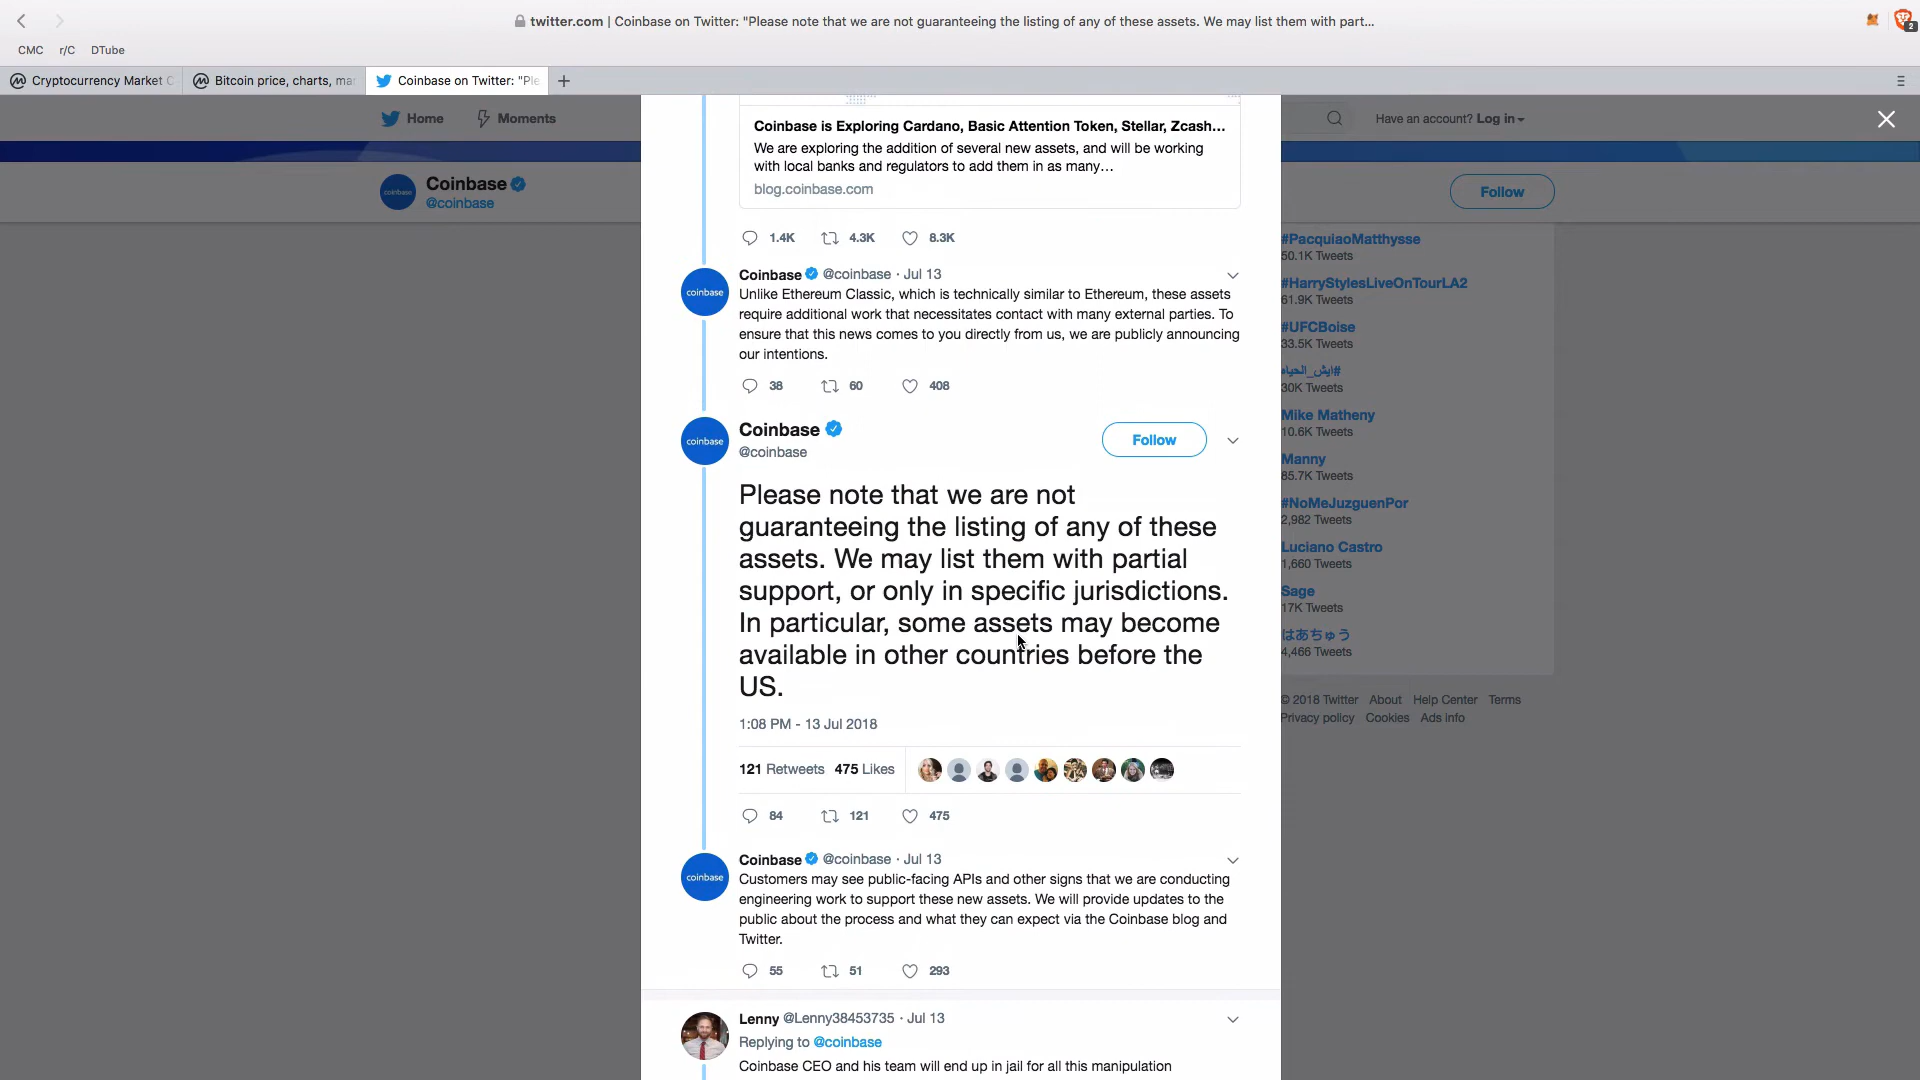 twitter.com | Coinbase on Twitter: "Please note that we are not guaranteeing the listing of any of these assets. We may list them with part...
2
CMC r/C DTube
Cryptocurrency Market C
Bitcoin price, charts, mar
Coinbase on Twitter: "Ple
Home Moments
Have an account? Log in
coinbase
Coinbase
@coinbase
Follow
Coinbase is Exploring Cardano, Basic Attention Token, Stellar, Zcash...
We are exploring the addition of several new assets, and will be working
with local banks and regulators to add them in as many...
blog.coinbase.com
1.4K 4.3K 8.3K
coinbase
Coinbase @coinbase · Jul 13
Unlike Ethereum Classic, which is technically similar to Ethereum, these assets
require additional work that necessitates contact with many external parties. To
ensure that this news comes to you directly from us, we are publicly announcing
our intentions.
38 60 408
coinbase
Coinbase
@coinbase
Follow
Please note that we are not
guaranteeing the listing of any of these
assets. We may list them with partial
support, or only in specific jurisdictions.
In particular, some assets may become
available in other countries before the
US.
1:08 PM - 13 Jul 2018
121 Retweets 475 Likes
84 121 475
coinbase
Coinbase @coinbase · Jul 13
Customers may see public-facing APIs and other signs that we are conducting
engineering work to support these new assets. We will provide updates to the
public about the process and what they can expect via the Coinbase blog and
Twitter.
55 51 293
Lenny @Lenny38453735 · Jul 13
Replying to @coinbase
Coinbase CEO and his team will end up in jail for all this manipulation
#PacquiaoMatthysse
50.1K Tweets
#HarryStylesLiveOnTourLA2
61.9K Tweets
#UFCBoise
33.5K Tweets
#ايش_الحياه
30K Tweets
Mike Matheny
10.6K Tweets
Manny
85.7K Tweets
#NoMeJuzguenPor
2,982 Tweets
Luciano Castro
1,660 Tweets
Sage
17K Tweets
はあちゅう
4,466 Tweets
© 2018 Twitter About Help Center Terms
Privacy policy Cookies Ads info